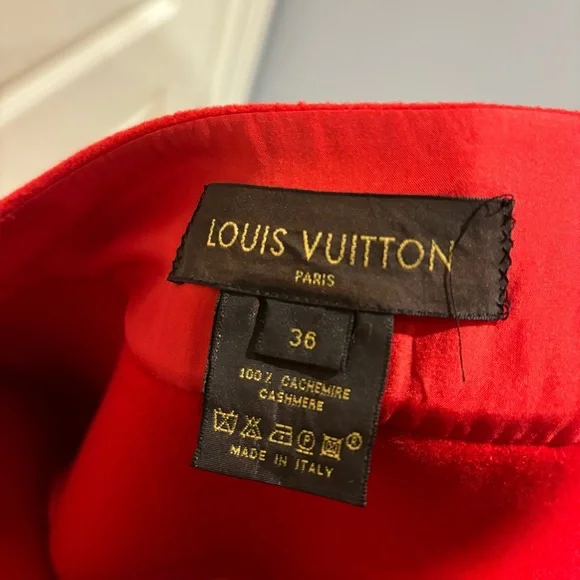 LOUIS VUITTON
PARIS
36
100% CACHEMIRE
CASHMERE
P ®
MADE IN ITALY